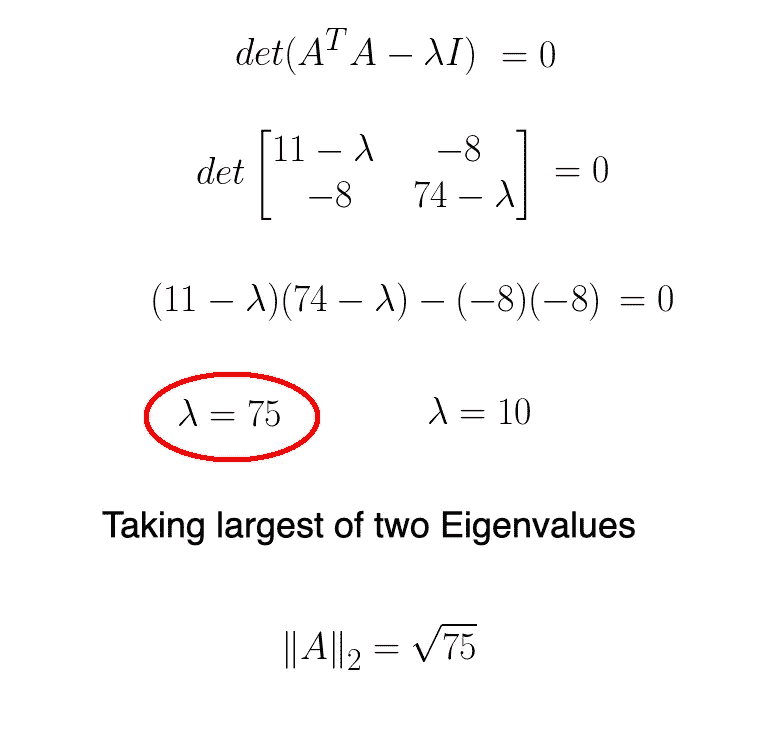 det(A^T A − λI) = 0
det [11 − λ  −8
−8  74 − λ] = 0
(11 − λ)(74 − λ) − (−8)(−8) = 0
λ = 75  λ = 10
Taking largest of two Eigenvalues
‖A‖₂ = √75